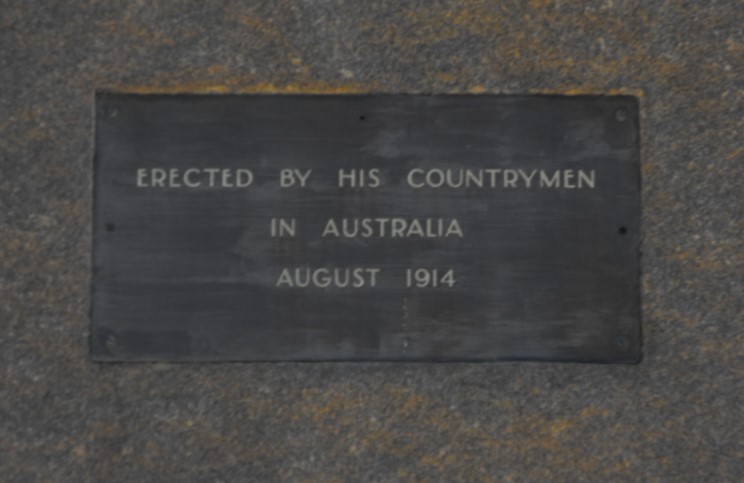 ERECTED BY HIS COUNTRYMEN
IN AUSTRALIA
AUGUST 1914